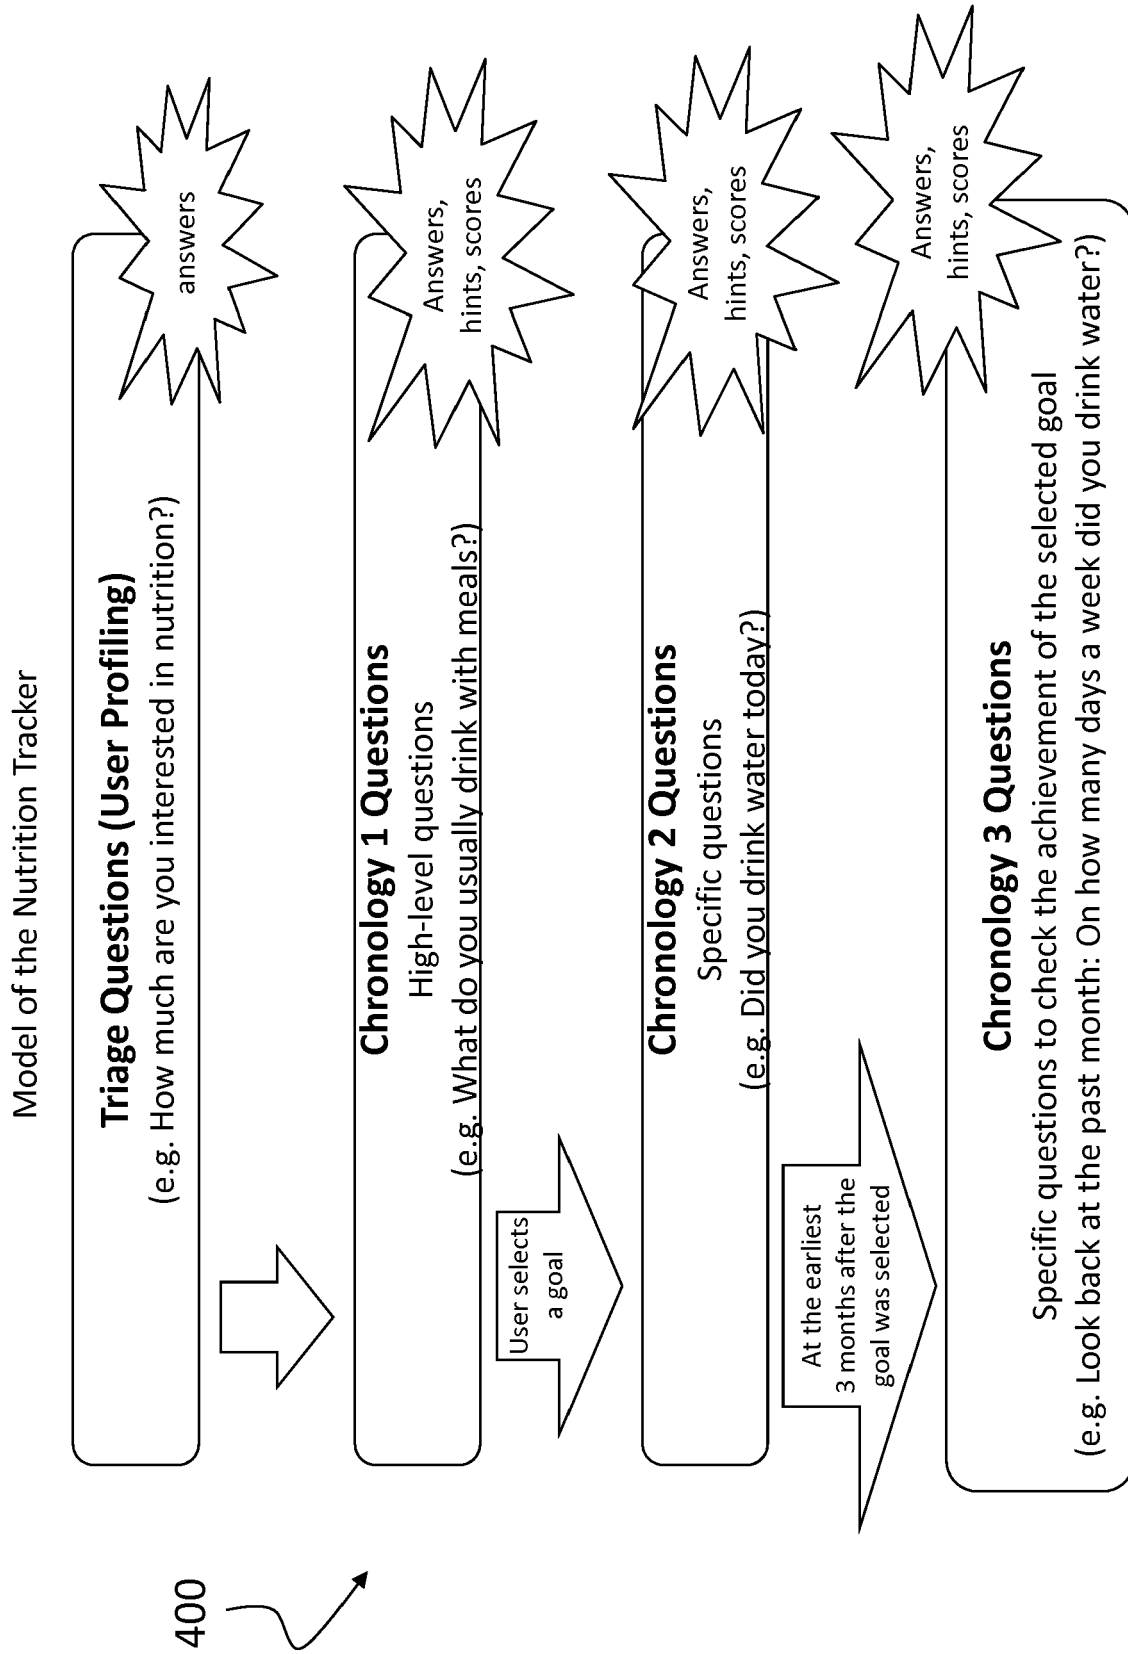 Model of the Nutrition Tracker
400
Triage Questions (User Profiling)
(e.g. How much are you interested in nutrition?)
answers
Chronology 1 Questions
High-level questions
(e.g. What do you usually drink with meals?)
Answers,
hints, scores
User selects
a goal
Chronology 2 Questions
Specific questions
(e.g. Did you drink water today?)
Answers,
hints, scores
At the earliest
3 months after the
goal was selected
Chronology 3 Questions
Specific questions to check the achievement of the selected goal
(e.g. Look back at the past month: On how many days a week did you drink water?)
Answers,
hints, scores